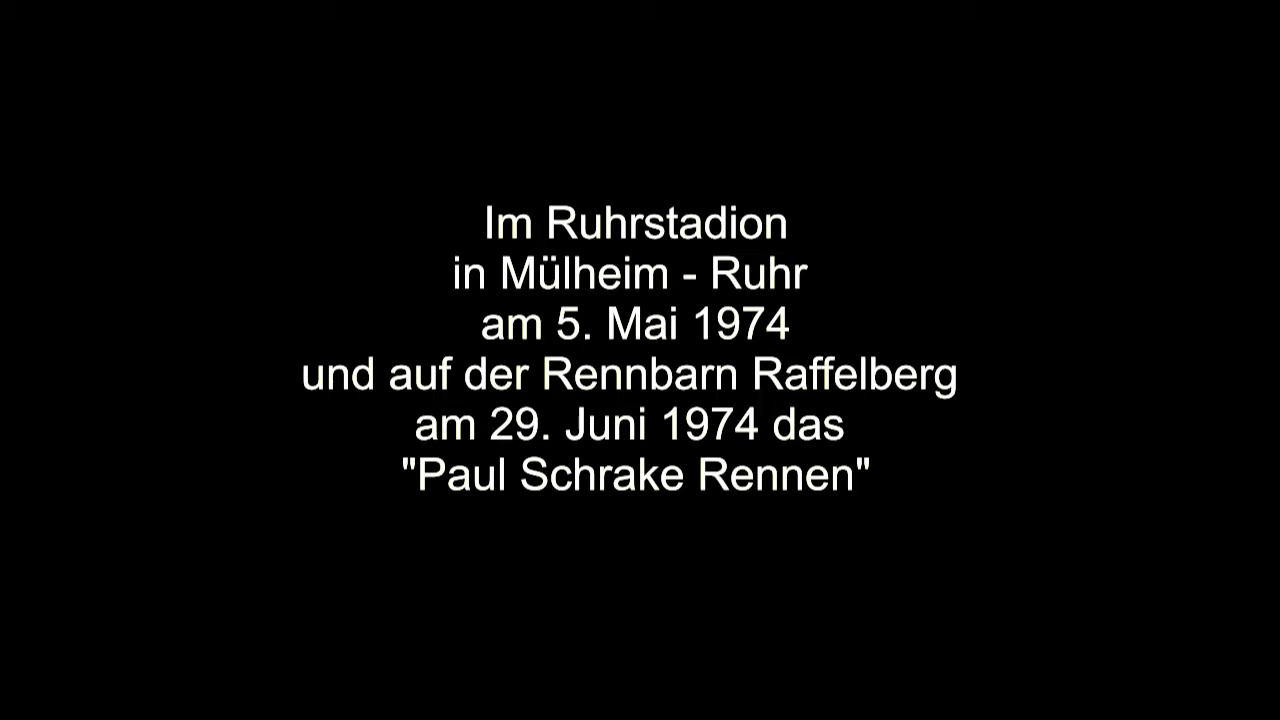 Im Ruhrstadion
in Mülheim - Ruhr
am 5. Mai 1974
und auf der Rennbarn Raffelberg
am 29. Juni 1974 das
"Paul Schrake Rennen"